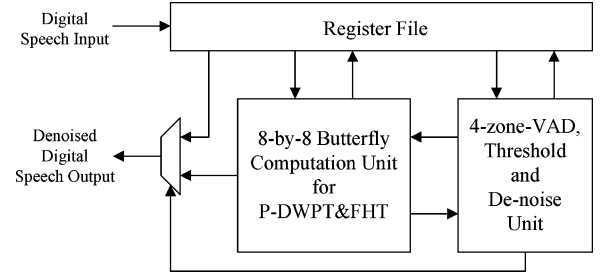 Digital
Speech Input
Register File
Denoised
Digital
Speech Output
8-by-8 Butterfly
Computation Unit
for
P-DWPT&FHT
4-zone-VAD,
Threshold
and
De-noise
Unit